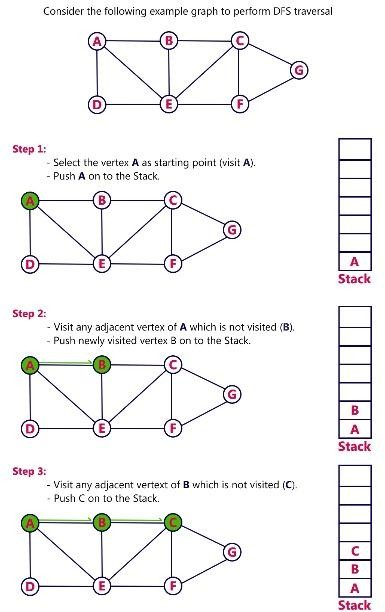 Consider the following example graph to perform DFS traversal
A B C
G
D E F
Step 1:
- Select the vertex A as starting point (visit A).
- Push A on to the Stack.
A B C
G
D E F
A
Stack
Step 2:
- Visit any adjacent vertex of A which is not visited (B).
- Push newly visited vertex B on to the Stack.
A B C
G
D E F
B
A
Stack
Step 3:
- Visit any adjacent vertext of B which is not visited (C).
- Push C on to the Stack.
A B C
G
D E F
C
B
A
Stack